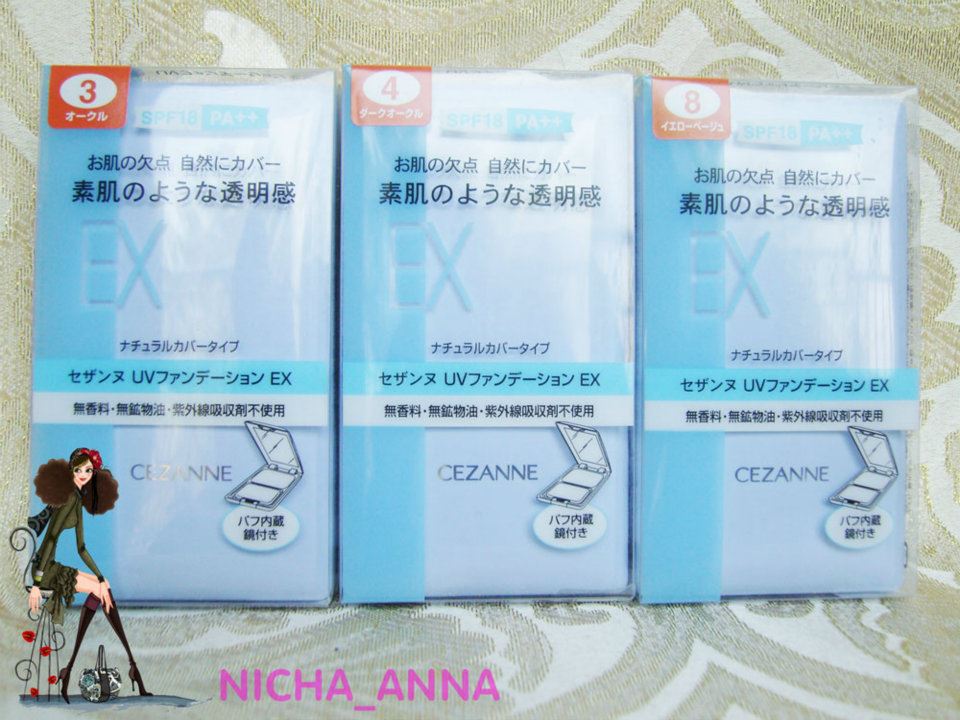 3
オークル
SPF18 PA++
お肌の欠点 自然にカバー
素肌のような透明感
EX
ナチュラルカバータイプ
セザンヌ UVファンデーション EX
無香料・無鉱物油・紫外線吸収剤不使用
CEZANNE
パフ内蔵
鏡付き
4
ダークオークル
SPF18 PA++
お肌の欠点 自然にカバー
素肌のような透明感
EX
ナチュラルカバータイプ
セザンヌ UVファンデーション EX
無香料・無鉱物油・紫外線吸収剤不使用
CEZANNE
パフ内蔵
鏡付き
8
イエローベージュ
SPF18 PA++
お肌の欠点 自然にカバー
素肌のような透明感
EX
ナチュラルカバータイプ
セザンヌ UVファンデーション EX
無香料・無鉱物油・紫外線吸収剤不使用
CEZANNE
パフ内蔵
鏡付き
NICHA_ANNA